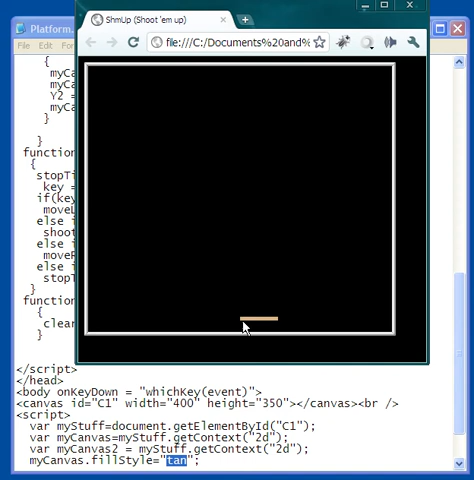 Platform.
ShmUp (Shoot 'em up)
File Edit Fo
file:///C:/Documents%20and%
{
myCa
myCa
Y2 =
myCa
}
}
function
{
stopTi
key =
if(key
moveL
else i
shoot
else i
moveR
else i
stopT
}
function
{
clear
}
</script>
</head>
<body onKeyDown = "whichKey(event)">
<canvas id="C1" width="400" height="350"></canvas><br />
<script>
var myStuff=document.getElementById("C1");
var myCanvas=myStuff.getContext("2d");
var myCanvas2 = myStuff.getContext("2d");
myCanvas.fillStyle="tan";